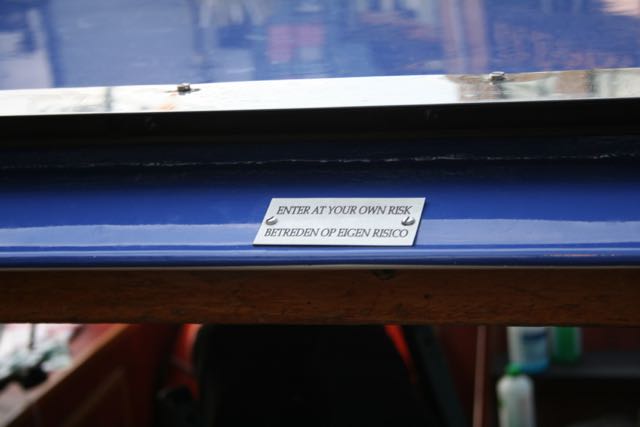 ENTER AT YOUR OWN RISK
BETREDEN OP EIGEN RISICO